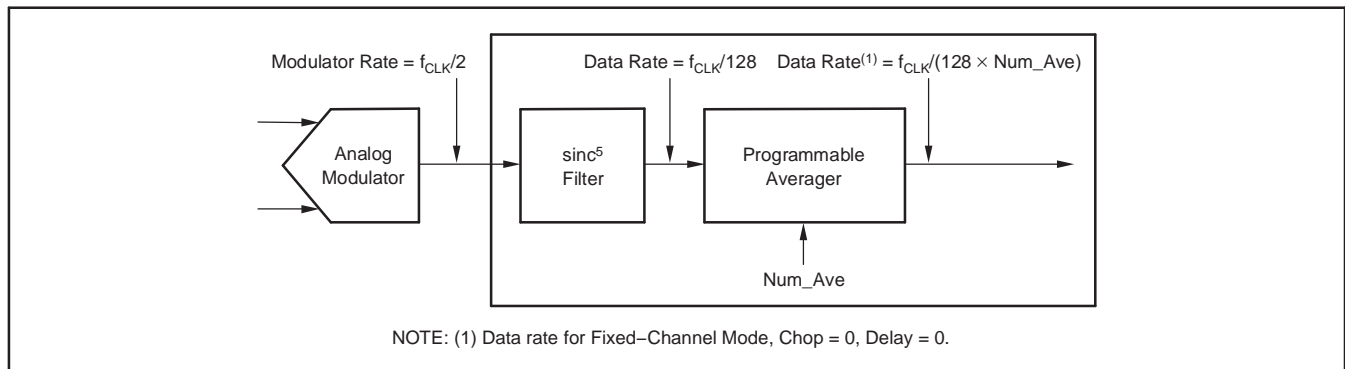 Modulator Rate = fCLK/2
Data Rate = fCLK/128
Data Rate(1) = fCLK/(128 × Num_Ave)
Analog
Modulator
sinc5
Filter
Programmable
Averager
Num_Ave
NOTE: (1) Data rate for Fixed−Channel Mode, Chop = 0, Delay = 0.